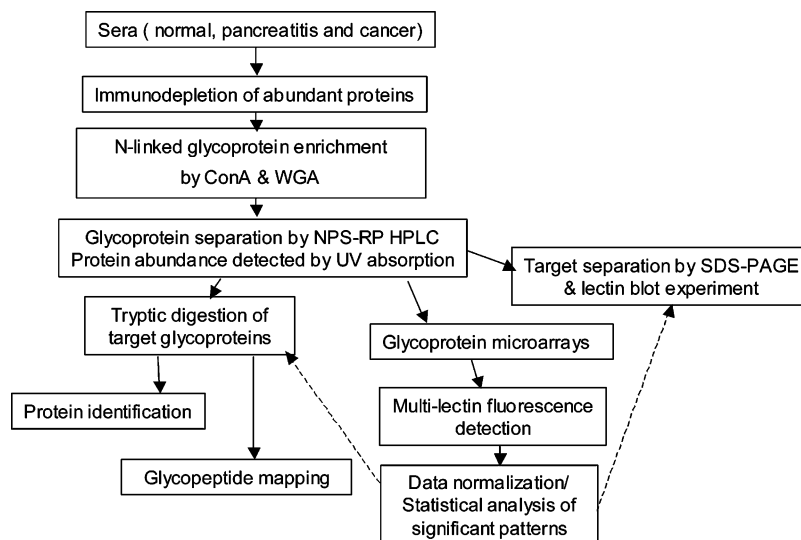 Sera ( normal, pancreatitis and cancer)
Immunodepletion of abundant proteins
N-linked glycoprotein enrichment
by ConA & WGA
Glycoprotein separation by NPS-RP HPLC
Protein abundance detected by UV absorption
Target separation by SDS-PAGE
& lectin blot experiment
Tryptic digestion of
target glycoproteins
Glycoprotein microarrays
Protein identification
Multi-lectin fluorescence
detection
Glycopeptide mapping
Data normalization/
Statistical analysis of
significant patterns